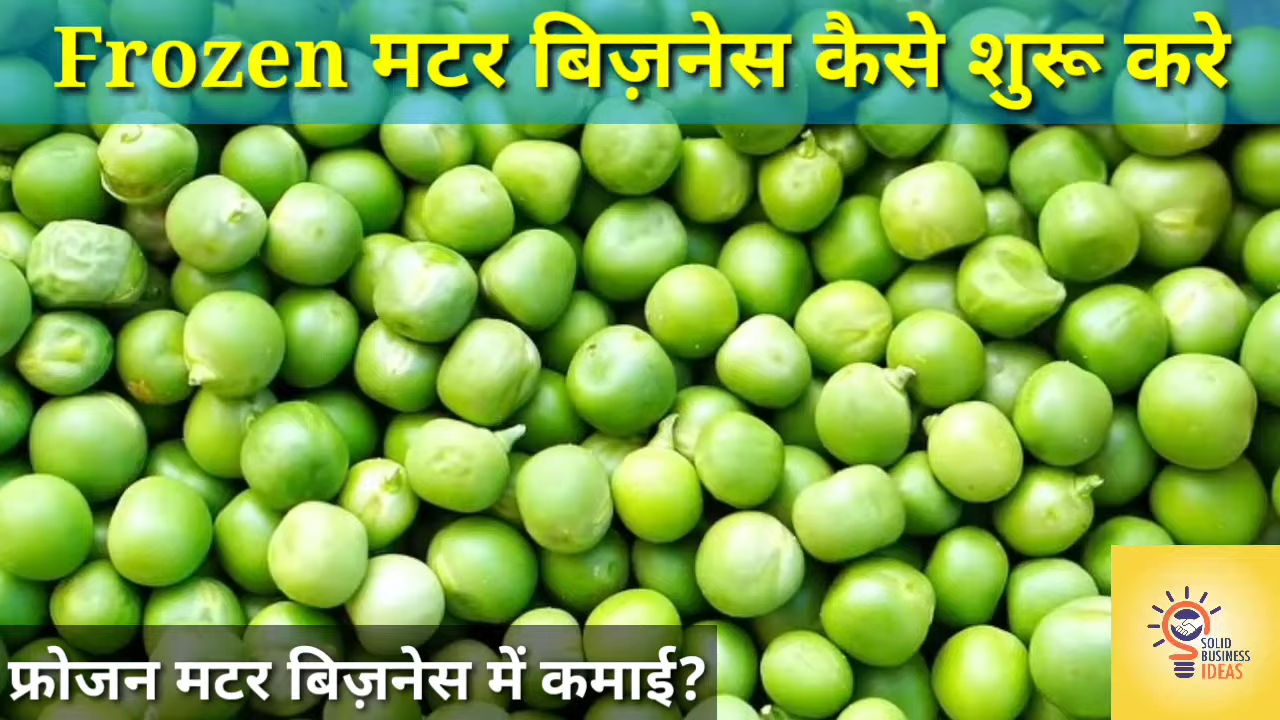 Frozen मटर बिज़नेस कैसे शुरू करे
फ्रोजन मटर बिज़नेस में कमाई?
SOLID
BUSINESS
IDEAS